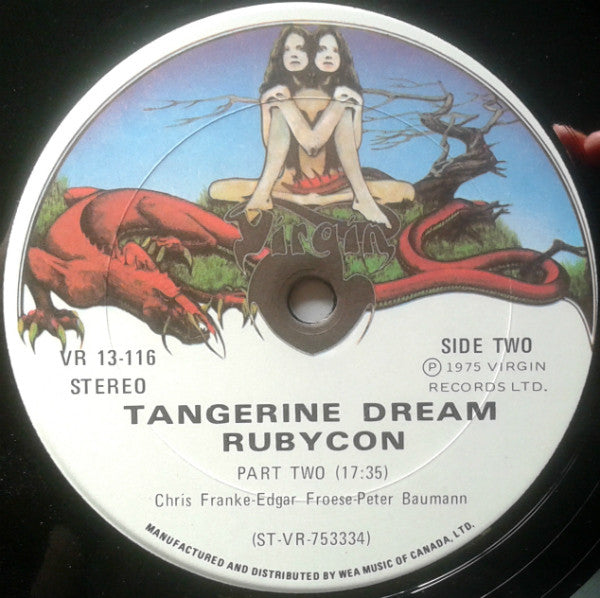 Virgin
VR 13-116
STEREO
SIDE TWO
Ⓟ 1975 VIRGIN
RECORDS LTD.
TANGERINE DREAM
RUBYCON
PART TWO (17:35)
Chris Franke-Edgar Froese-Peter Baumann
(ST-VR-753334)
MANUFACTURED AND DISTRIBUTED BY WEA MUSIC OF CANADA, LTD.